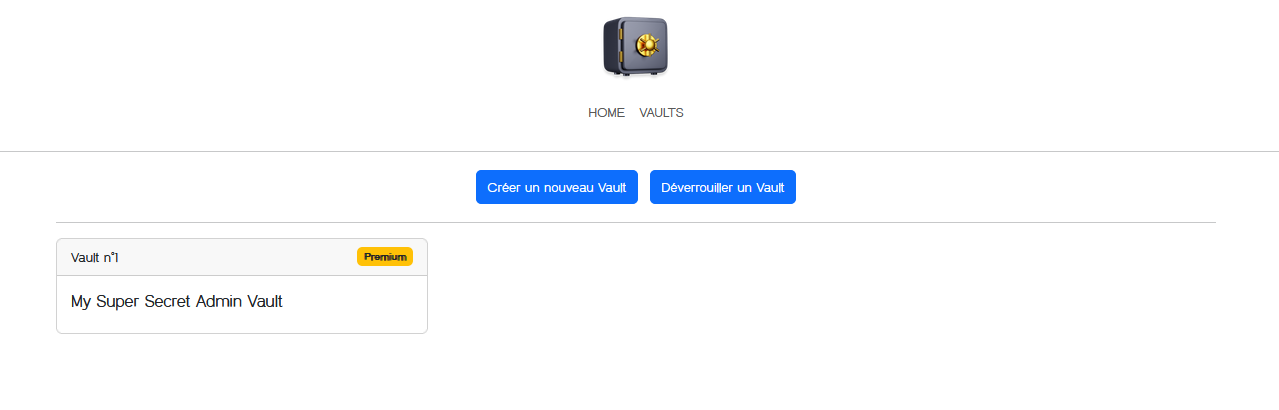 HOME VAULTS
Créer un nouveau Vault Déverrouiller un Vault
Vault n°1 Premium
My Super Secret Admin Vault